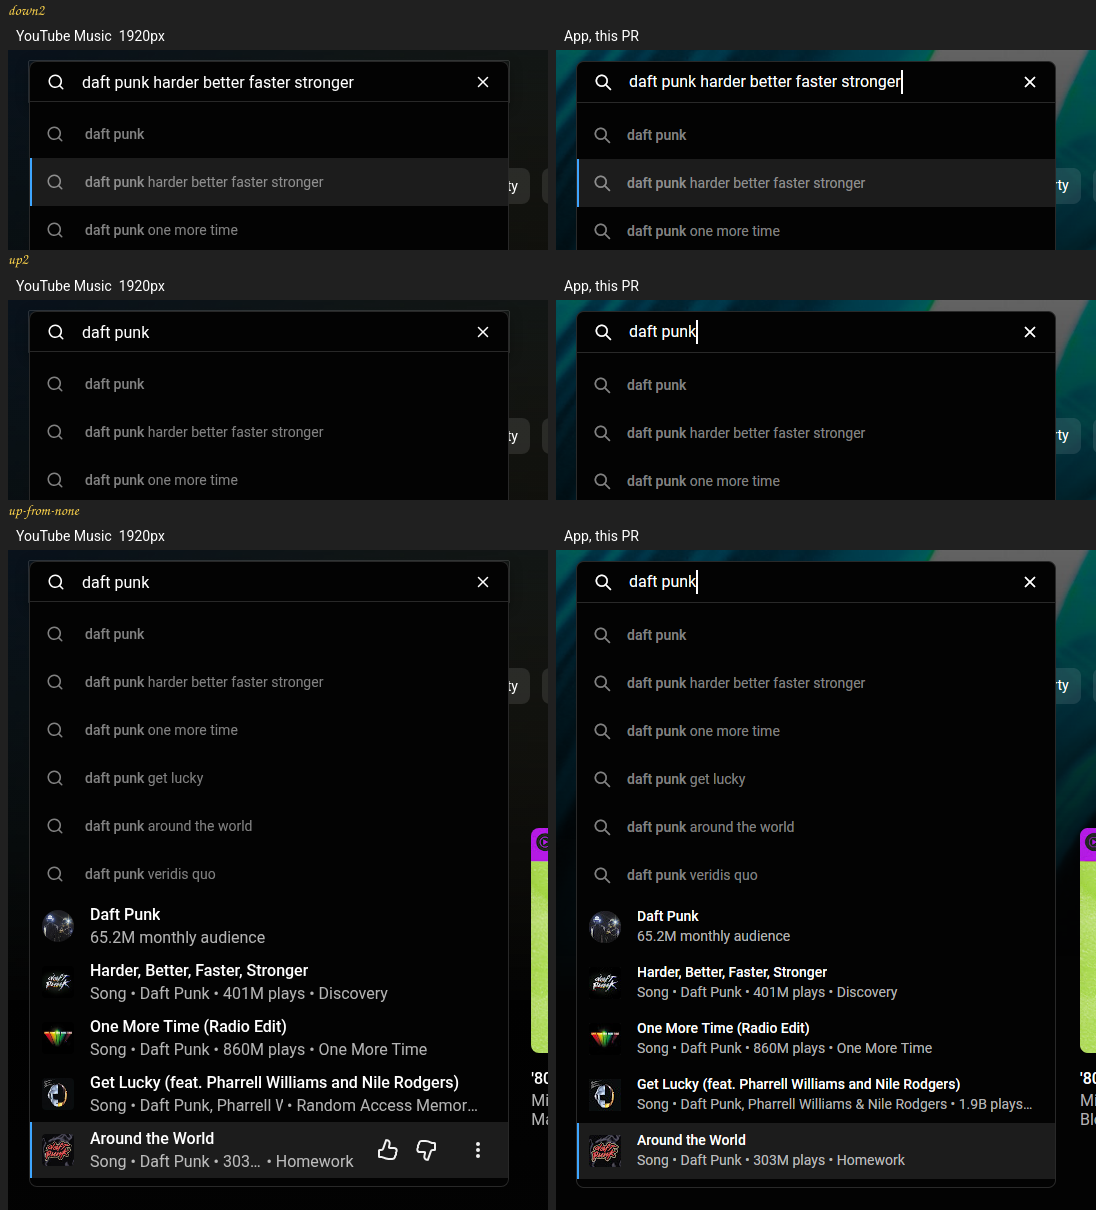 down2
YouTube Music 1920px
App, this PR
daft punk harder better faster stronger
daft punk harder better faster stronger
daft punk
daft punk
daft punk harder better faster stronger
ty
daft punk harder better faster stronger
rty
daft punk one more time
daft punk one more time
up2
YouTube Music 1920px
App, this PR
daft punk
daft punk
daft punk
daft punk
daft punk harder better faster stronger
ty
daft punk harder better faster stronger
rty
daft punk one more time
daft punk one more time
up-from-none
YouTube Music 1920px
App, this PR
daft punk
daft punk
daft punk
daft punk
daft punk harder better faster stronger
ty
daft punk harder better faster stronger
rty
daft punk one more time
daft punk one more time
daft punk get lucky
daft punk get lucky
daft punk around the world
daft punk around the world
daft punk veridis quo
daft punk veridis quo
Daft Punk
65.2M monthly audience
Daft Punk
65.2M monthly audience
Harder, Better, Faster, Stronger
Song • Daft Punk • 401M plays • Discovery
Harder, Better, Faster, Stronger
Song • Daft Punk • 401M plays • Discovery
One More Time (Radio Edit)
Song • Daft Punk • 860M plays • One More Time
One More Time (Radio Edit)
Song • Daft Punk • 860M plays • One More Time
Get Lucky (feat. Pharrell Williams and Nile Rodgers)
Song • Daft Punk, Pharrell V • Random Access Memor...
'80
Mi
Ma
Get Lucky (feat. Pharrell Williams and Nile Rodgers)
Song • Daft Punk, Pharrell Williams & Nile Rodgers • 1.9B plays...
'80
Mi
Blo
Around the World
Song • Daft Punk • 303... • Homework
Around the World
Song • Daft Punk • 303M plays • Homework